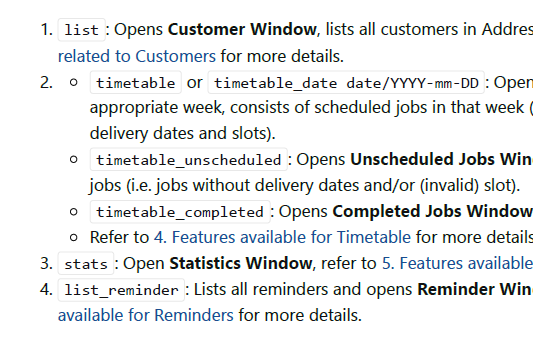 1. list : Opens Customer Window, lists all customers in
related to Customers for more details.
2. ○ timetable or timetable_date date/YYYY-mm-DD :
appropriate week, consists of scheduled jobs in that week (
delivery dates and slots).
○ timetable_unscheduled : Opens Unscheduled Jobs
jobs (i.e. jobs without delivery dates and/or (invalid) slot).
○ timetable_completed : Opens Completed Jobs Window
○ Refer to 4. Features available for Timetable for more details
3. stats : Open Statistics Window, refer to 5. Features available
4. list_reminder : Lists all reminders and opens Reminder
available for Reminders for more details.